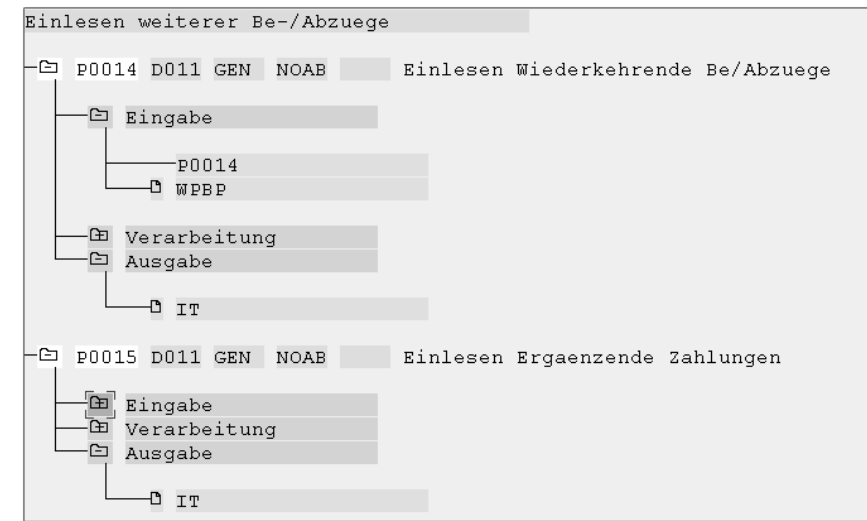 Einlesen weiterer Be-/Abzuege
P0014 D011 GEN NOAB Einlesen Wiederkehrende Be/Abzuege
Eingabe
P0014
WPBP
Verarbeitung
Ausgabe
IT
P0015 D011 GEN NOAB Einlesen Ergaenzende Zahlungen
Eingabe
Verarbeitung
Ausgabe
IT